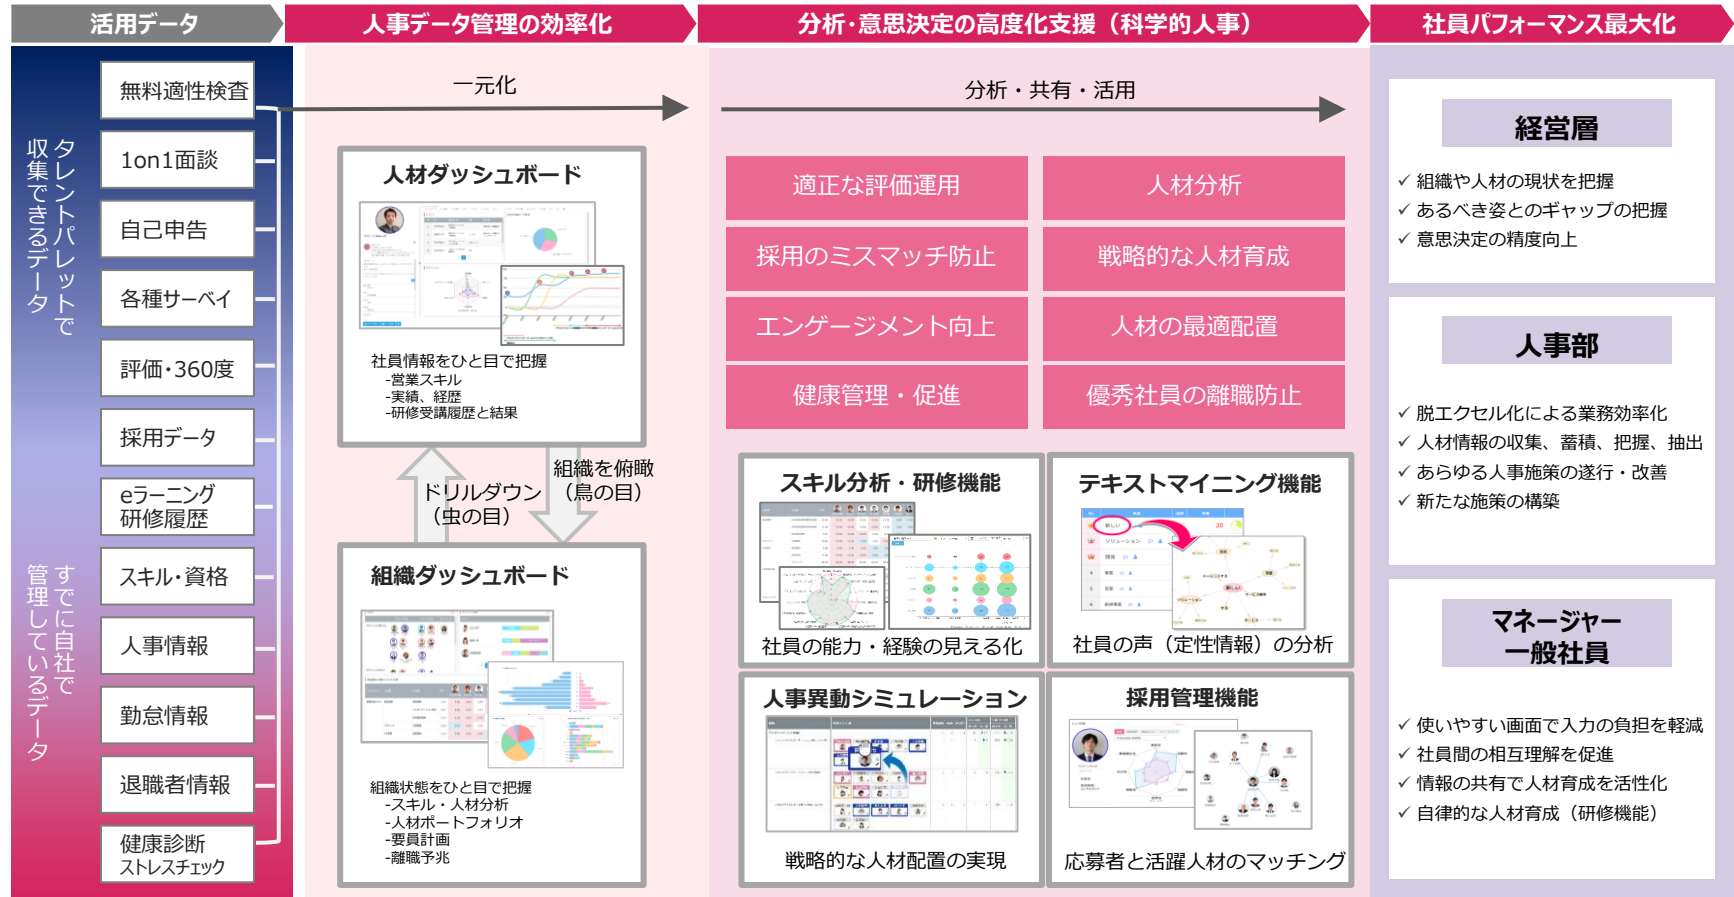 活用データ
人事データ管理の効率化
分析・意思決定の高度化支援（科学的人事）
社員パフォーマンス最大化
タレントパレットで
収集できるデータ
すでに自社で
管理しているデータ
無料適性検査
1on1面談
自己申告
各種サーベイ
評価・360度
採用データ
eラーニング
研修履歴
スキル・資格
人事情報
勤怠情報
退職者情報
健康診断
ストレスチェック
一元化
人材ダッシュボード
社員情報をひと目で把握
-営業スキル
-実績、経歴
-研修受講履歴と結果
ドリルダウン
（虫の目）
組織を俯瞰
（鳥の目）
組織ダッシュボード
組織状態をひと目で把握
-スキル・人材分析
-人材ポートフォリオ
-要員計画
-離職予兆
分析・共有・活用
適正な評価運用
人材分析
採用のミスマッチ防止
戦略的な人材育成
エンゲージメント向上
人材の最適配置
健康管理・促進
優秀社員の離職防止
スキル分析・研修機能
社員の能力・経験の見える化
テキストマイニング機能
新しい
20
ソリューション
社員の声（定性情報）の分析
人事異動シミュレーション
戦略的な人材配置の実現
採用管理機能
応募者と活躍人材のマッチング
経営層
✓ 組織や人材の現状を把握
✓ あるべき姿とのギャップの把握
✓ 意思決定の精度向上
人事部
✓ 脱エクセル化による業務効率化
✓ 人材情報の収集、蓄積、把握、抽出
✓ あらゆる人事施策の遂行・改善
✓ 新たな施策の構築
マネージャー
一般社員
✓ 使いやすい画面で入力の負担を軽減
✓ 社員間の相互理解を促進
✓ 情報の共有で人材育成を活性化
✓ 自律的な人材育成（研修機能）